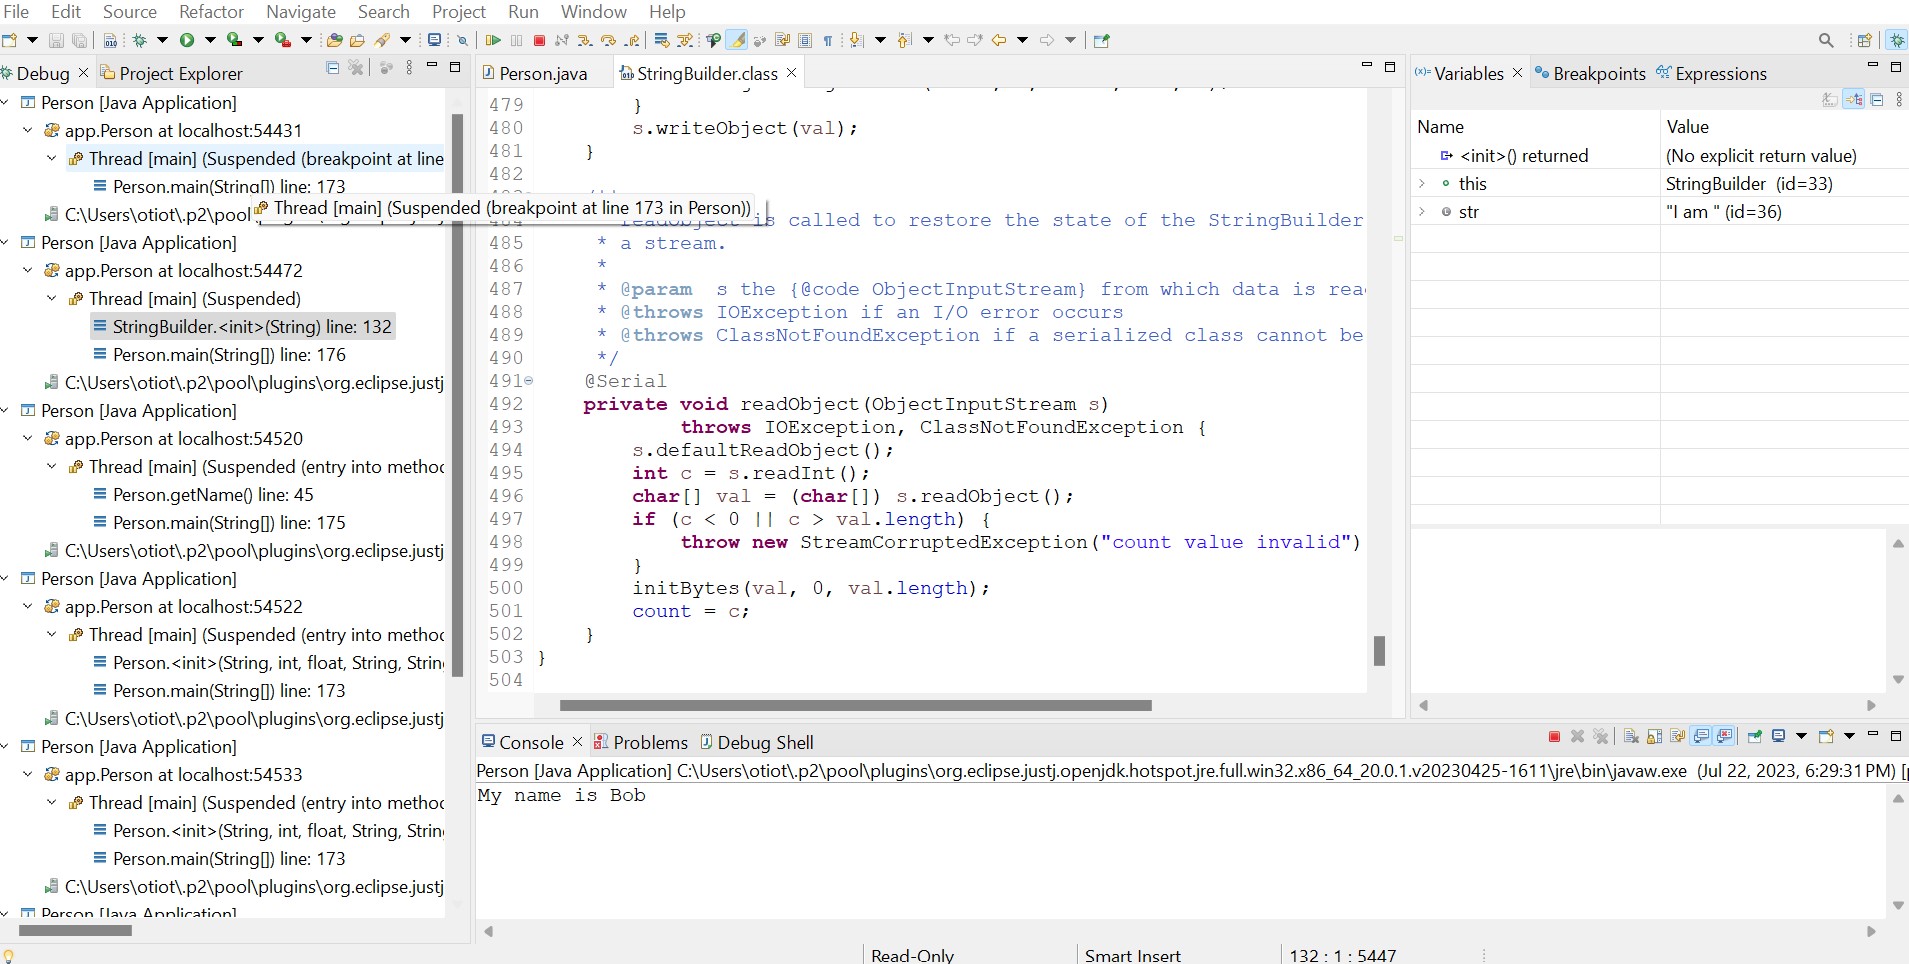 File Edit Source Refactor Navigate Search Project Run Window Help
Debug Project Explorer
Person [Java Application]
app.Person at localhost:54431
Thread [main] (Suspended (breakpoint at line
Person.main(String[]) line: 173
C:\Users\otiot\.p2\pool
Thread [main] (Suspended (breakpoint at line 173 in Person))
Person [Java Application]
app.Person at localhost:54472
Thread [main] (Suspended)
StringBuilder.<init>(String) line: 132
Person.main(String[]) line: 176
C:\Users\otiot\.p2\pool\plugins\org.eclipse.justj
Person [Java Application]
app.Person at localhost:54520
Thread [main] (Suspended (entry into method
Person.getName() line: 45
Person.main(String[]) line: 175
C:\Users\otiot\.p2\pool\plugins\org.eclipse.justj
Person [Java Application]
app.Person at localhost:54522
Thread [main] (Suspended (entry into method
Person.<init>(String, int, float, String, Strin
Person.main(String[]) line: 173
C:\Users\otiot\.p2\pool\plugins\org.eclipse.justj
Person [Java Application]
app.Person at localhost:54533
Thread [main] (Suspended (entry into method
Person.<init>(String, int, float, String, Strin
Person.main(String[]) line: 173
C:\Users\otiot\.p2\pool\plugins\org.eclipse.justj
Person [Java Application]
Person.java StringBuilder.class
479 }
480 s.writeObject(val);
481 }
482
is called to restore the state of the StringBuilder
485 * a stream.
486 *
487 * @param s the {@code ObjectInputStream} from which data is rea
488 * @throws IOException if an I/O error occurs
489 * @throws ClassNotFoundException if a serialized class cannot be
490 */
491 @Serial
492 private void readObject(ObjectInputStream s)
493 throws IOException, ClassNotFoundException {
494 s.defaultReadObject();
495 int c = s.readInt();
496 char[] val = (char[]) s.readObject();
497 if (c < 0 || c > val.length) {
498 throw new StreamCorruptedException("count value invalid")
499 }
500 initBytes(val, 0, val.length);
501 count = c;
502 }
503 }
504
Variables Breakpoints Expressions
Name Value
<init>() returned (No explicit return value)
this StringBuilder (id=33)
str "I am " (id=36)
Console Problems Debug Shell
Person [Java Application] C:\Users\otiot\.p2\pool\plugins\org.eclipse.justj.openjdk.hotspot.jre.full.win32.x86_64_20.0.1.v20230425-1611\jre\bin\javaw.exe (Jul 22, 2023, 6:29:31 PM) [p
My name is Bob
Read-Only Smart Insert 132 : 1 : 5447